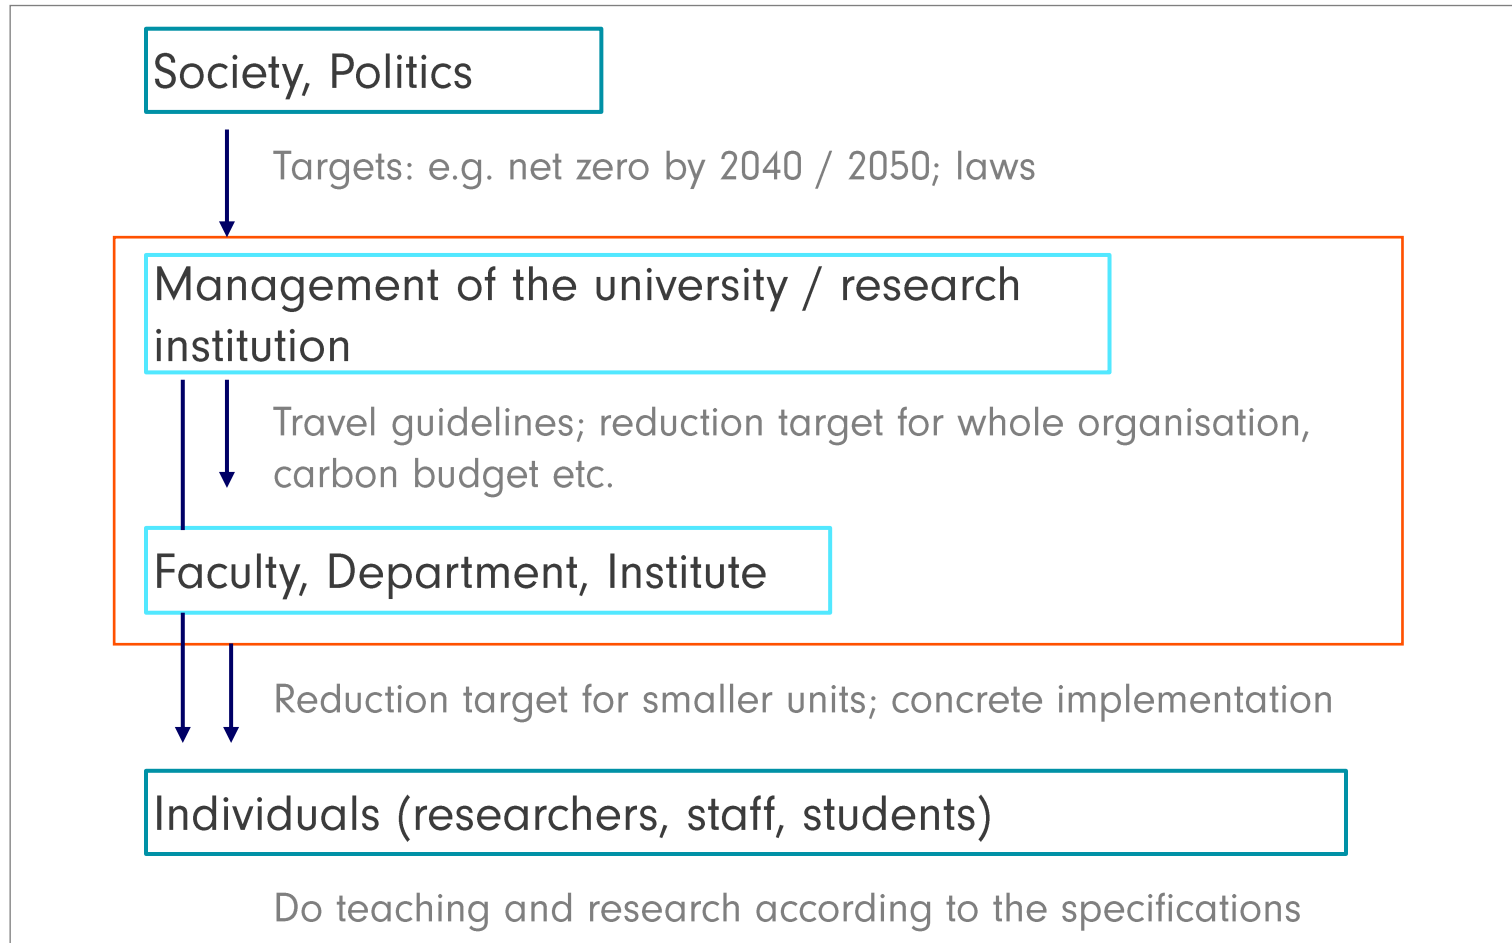 Society, Politics
Targets: e.g. net zero by 2040 / 2050; laws
Management of the university / research
institution
Travel guidelines; reduction target for whole organisation,
carbon budget etc.
Faculty, Department, Institute
Reduction target for smaller units; concrete implementation
Individuals (researchers, staff, students)
Do teaching and research according to the specifications